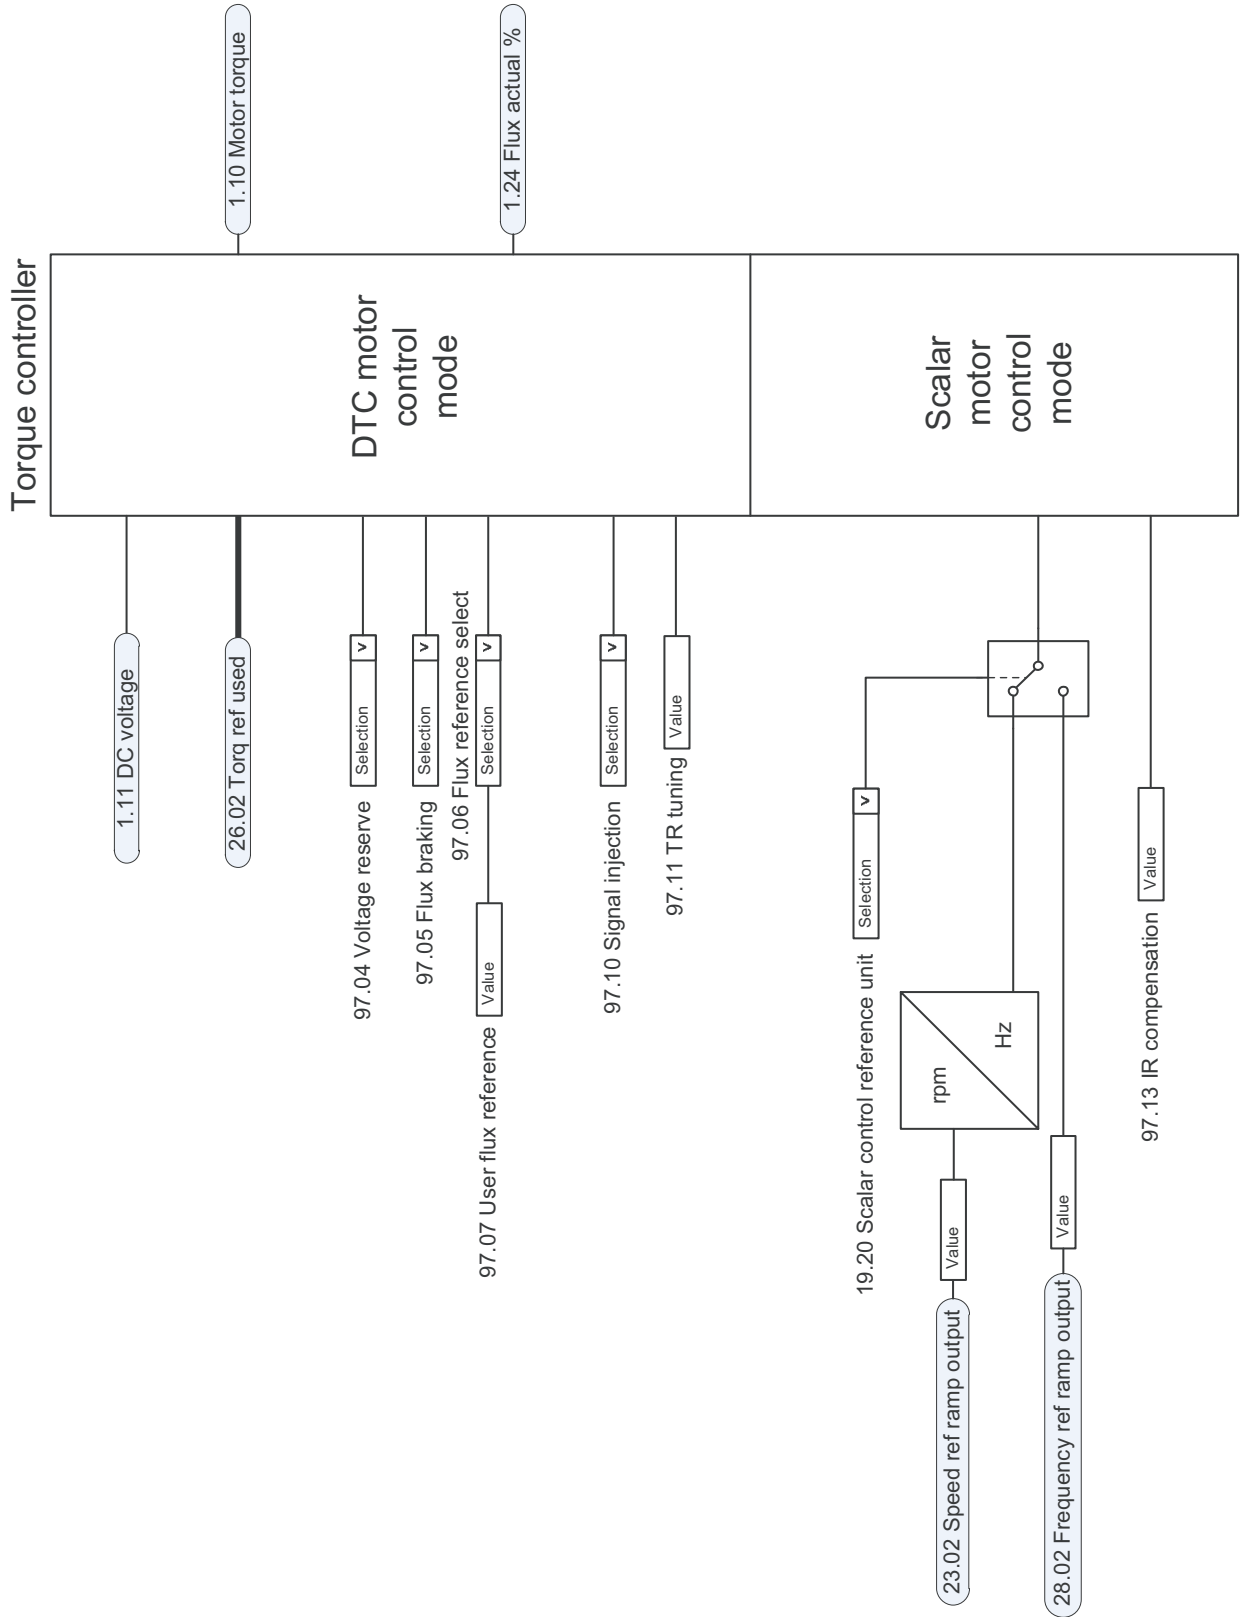 Torque controller
1.11 DC voltage
1.10 Motor torque
26.02 Torq ref used
DTC motor
control
mode
97.04 Voltage reserve
Selection
v
97.05 Flux braking
Selection
v
1.24 Flux actual %
97.06 Flux reference select
97.07 User flux reference
Value
Selection
v
97.10 Signal injection
Selection
v
97.11 TR tuning
Value
19.20 Scalar control reference unit
Selection
v
Scalar
motor
control
mode
23.02 Speed ref ramp output
Value
rpm
Hz
28.02 Frequency ref ramp output
Value
97.13 IR compensation
Value